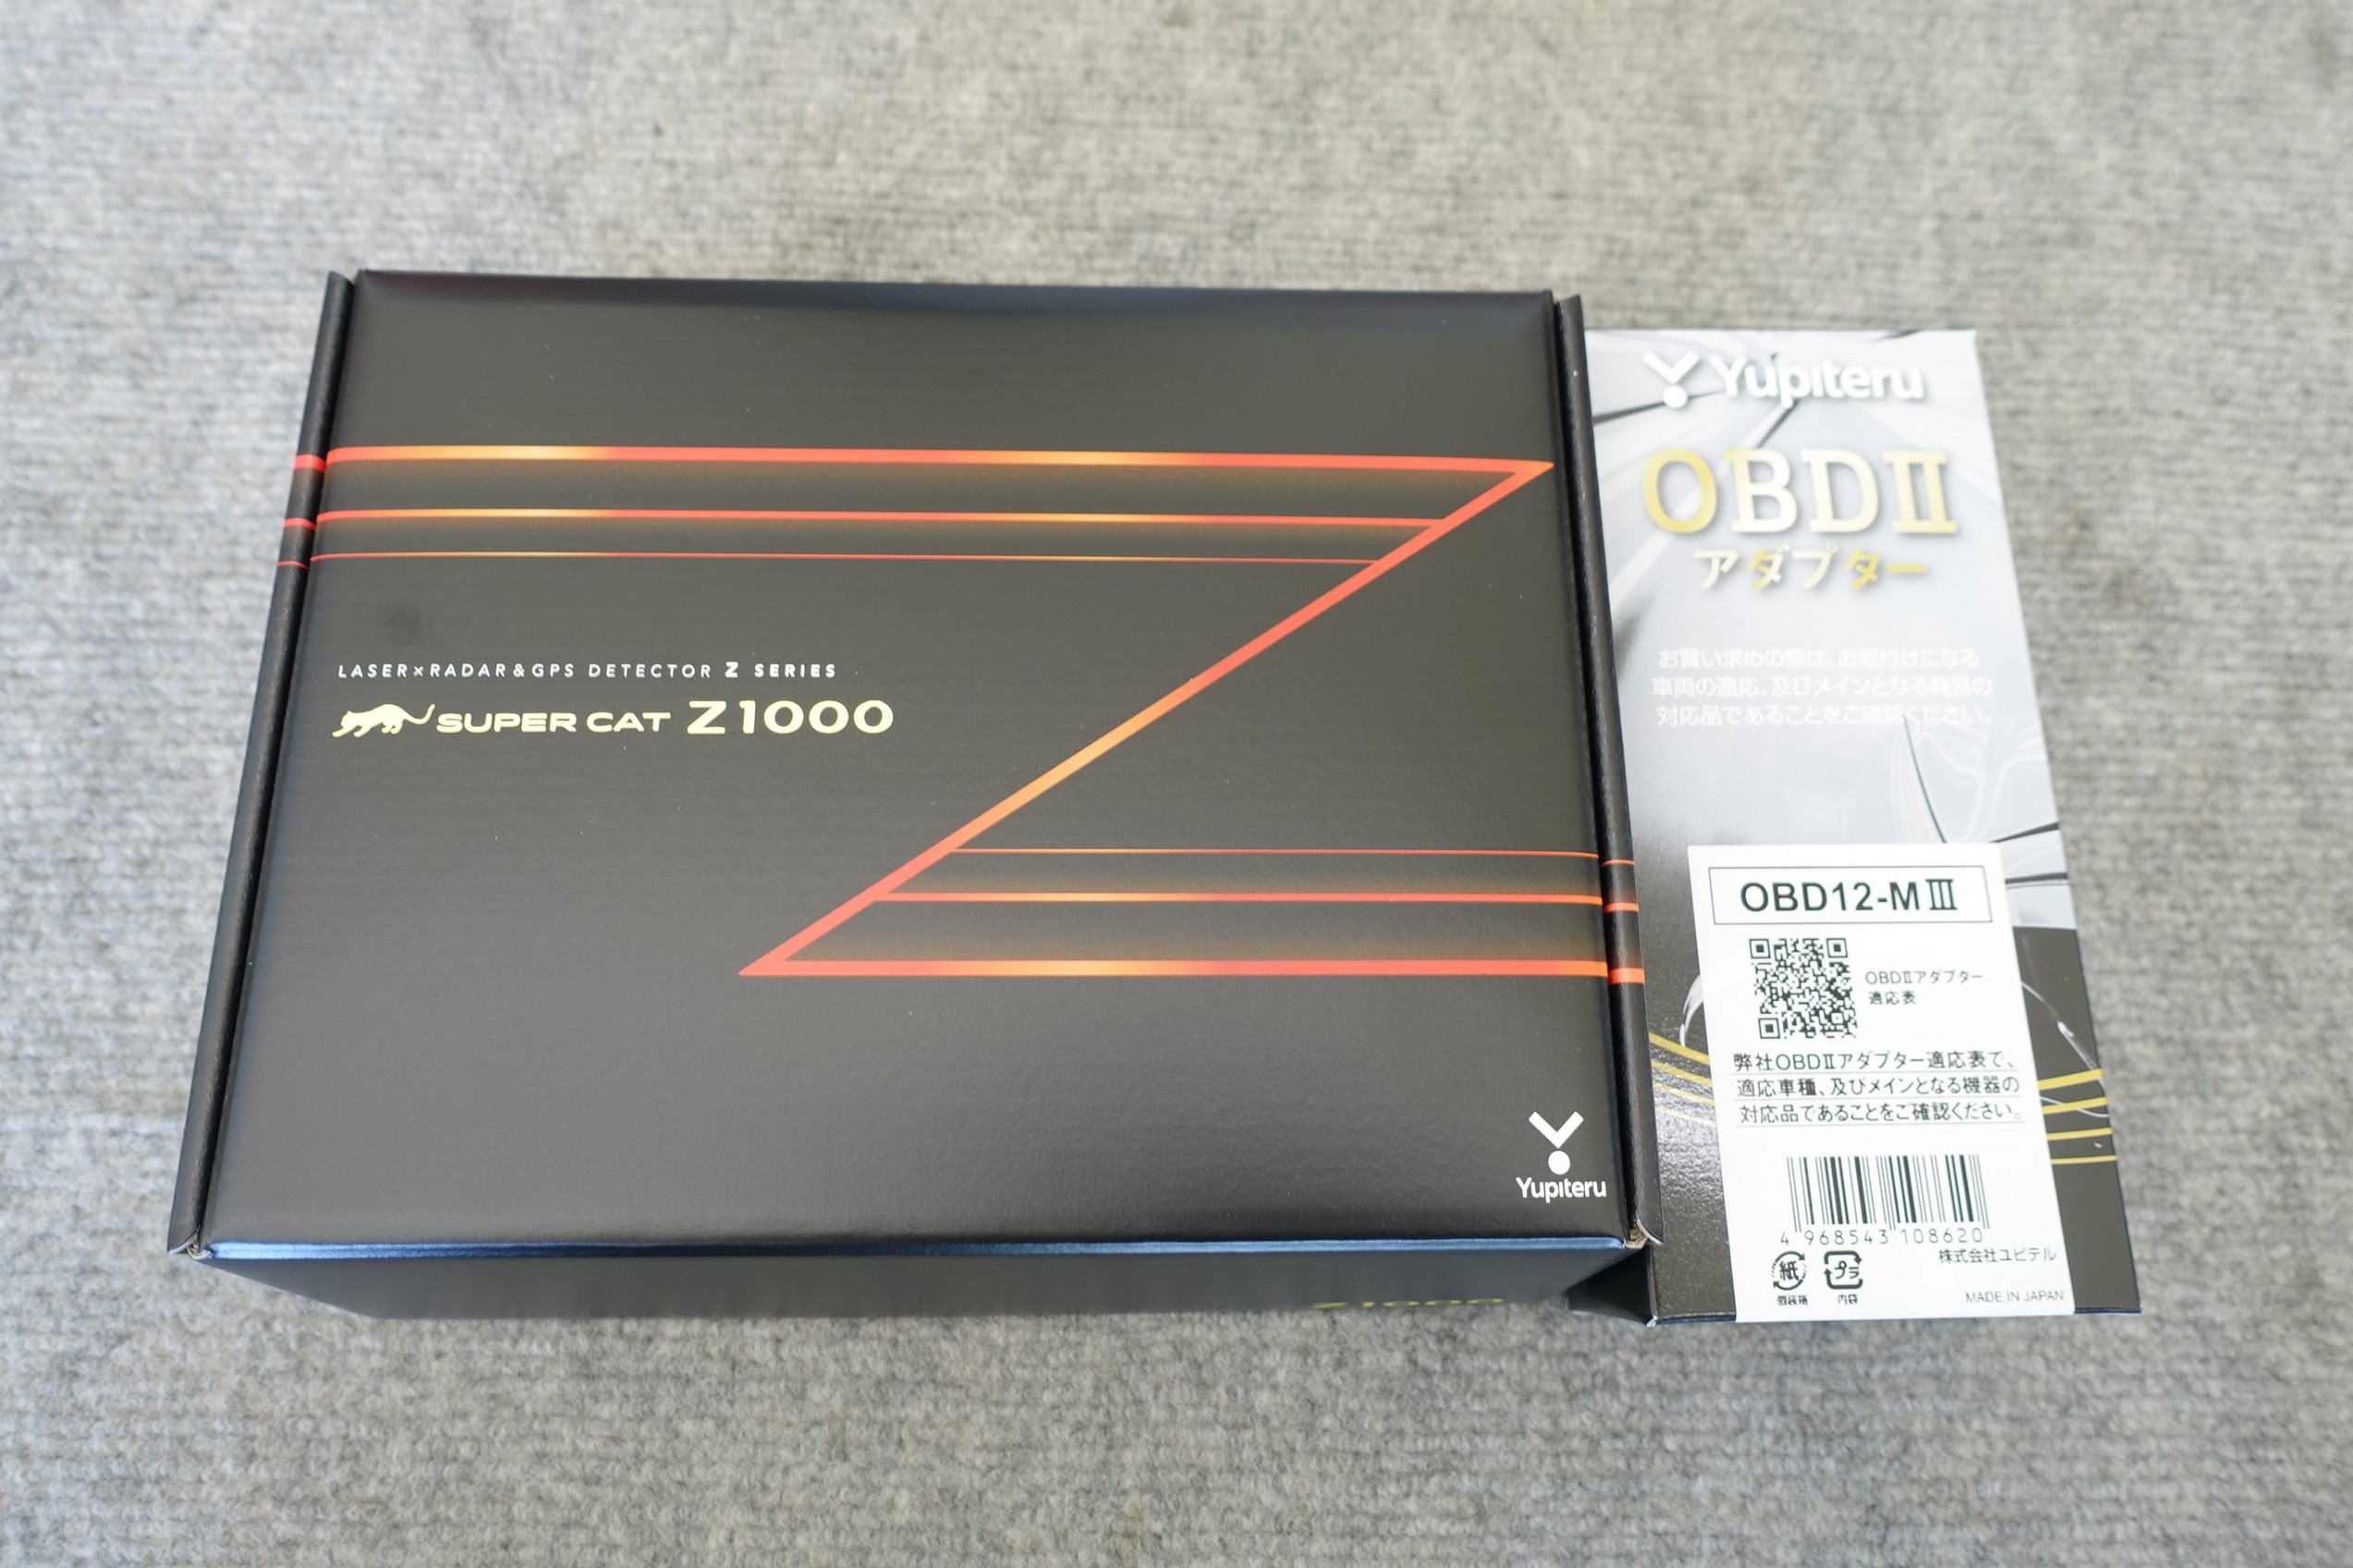 LASER×RADAR&GPS DETECTOR Z SERIES
SUPER CAT Z1000
Yupiteru
Z1000
Yupiteru
OBDⅡ
アダプター
お買い求めの際は、お取付けになる
車両の適応、及びメインとなる機器の
対応品であることをご確認ください。
OBD12-MⅢ
OBDⅡアダプター
適応表
弊社OBDⅡアダプター適応表で、
適応車種、及びメインとなる機器の
対応品であることをご確認ください。
4 968543 108620
株式会社ユピテル
紙
個装箱
プラ
内袋
MADE IN JAPAN